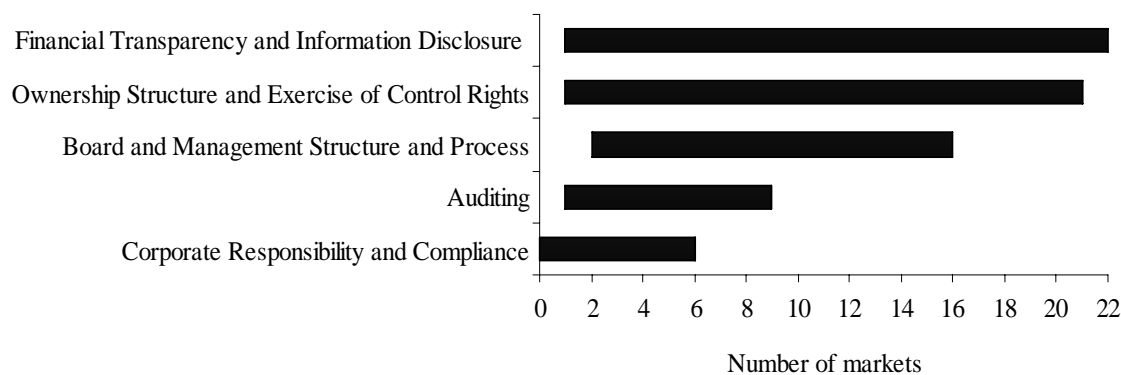 Financial Transparency and Information Disclosure
Ownership Structure and Exercise of Control Rights
Board and Management Structure and Process
Auditing
Corporate Responsibility and Compliance
0 2 4 6 8 10 12 14 16 18 20 22
Number of markets